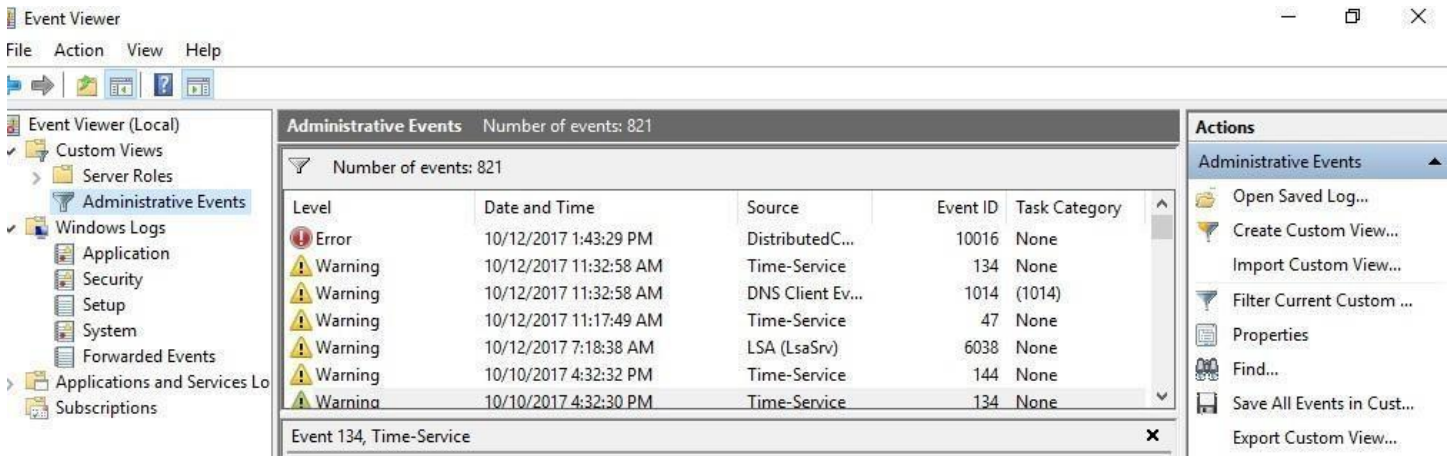 Event Viewer
File Action View Help
Event Viewer (Local)
Custom Views
Server Roles
Administrative Events
Windows Logs
Application
Security
Setup
System
Forwarded Events
Applications and Services Lo
Subscriptions
Administrative Events Number of events: 821
Number of events: 821
Level Date and Time Source Event ID Task Category
Error 10/12/2017 1:43:29 PM DistributedC... 10016 None
Warning 10/12/2017 11:32:58 AM Time-Service 134 None
Warning 10/12/2017 11:32:58 AM DNS Client Ev... 1014 (1014)
Warning 10/12/2017 11:17:49 AM Time-Service 47 None
Warning 10/12/2017 7:18:38 AM LSA (LsaSrv) 6038 None
Warning 10/10/2017 4:32:32 PM Time-Service 144 None
Warning 10/10/2017 4:32:30 PM Time-Service 134 None
Event 134, Time-Service
Actions
Administrative Events
Open Saved Log...
Create Custom View...
Import Custom View...
Filter Current Custom ...
Properties
Find...
Save All Events in Cust...
Export Custom View...